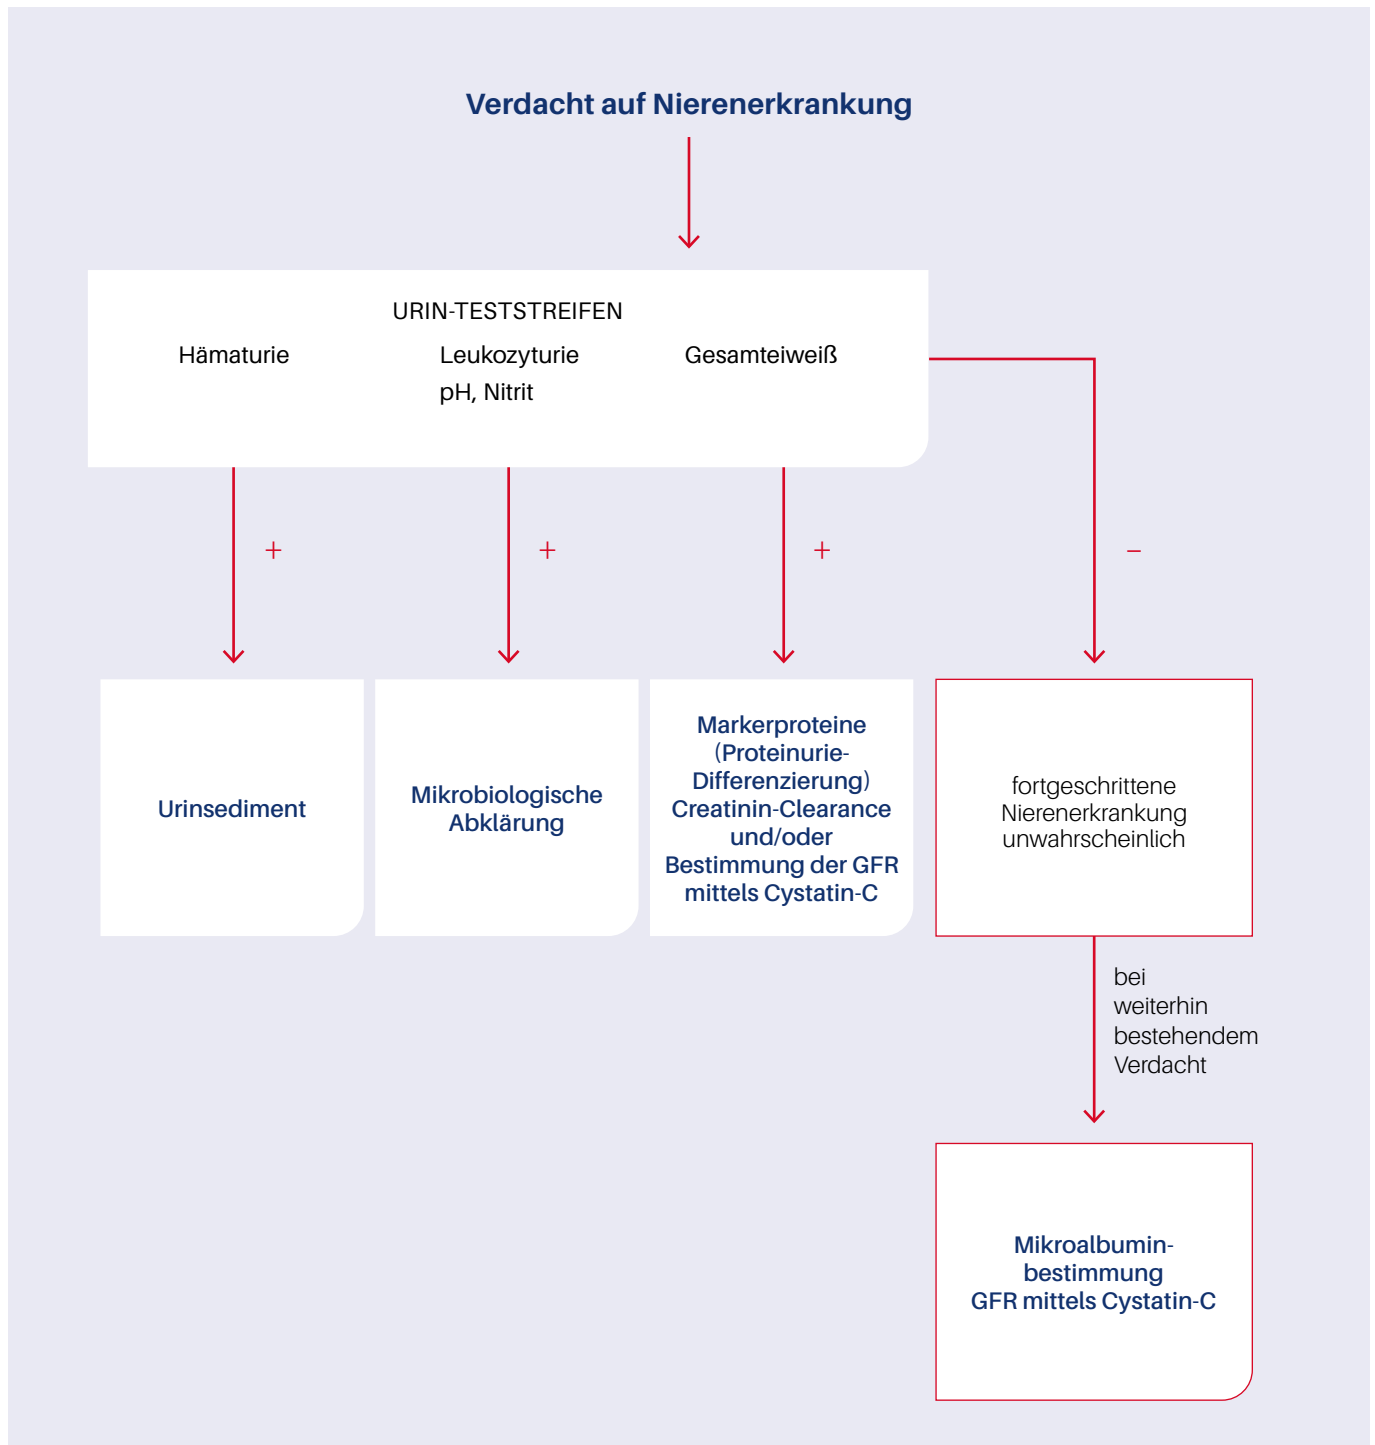 Verdacht auf Nierenerkrankung
URIN-TESTSTREIFEN
Hämaturie
Leukozyturie
pH, Nitrit
Gesamteiweiß
+
+
+
–
Urinsediment
Mikrobiologische
Abklärung
Markerproteine
(Proteinurie-
Differenzierung)
Creatinin-Clearance
und/oder
Bestimmung der GFR
mittels Cystatin-C
fortgeschrittene
Nierenerkrankung
unwahrscheinlich
bei
weiterhin
bestehendem
Verdacht
Mikroalbumin-
bestimmung
GFR mittels Cystatin-C